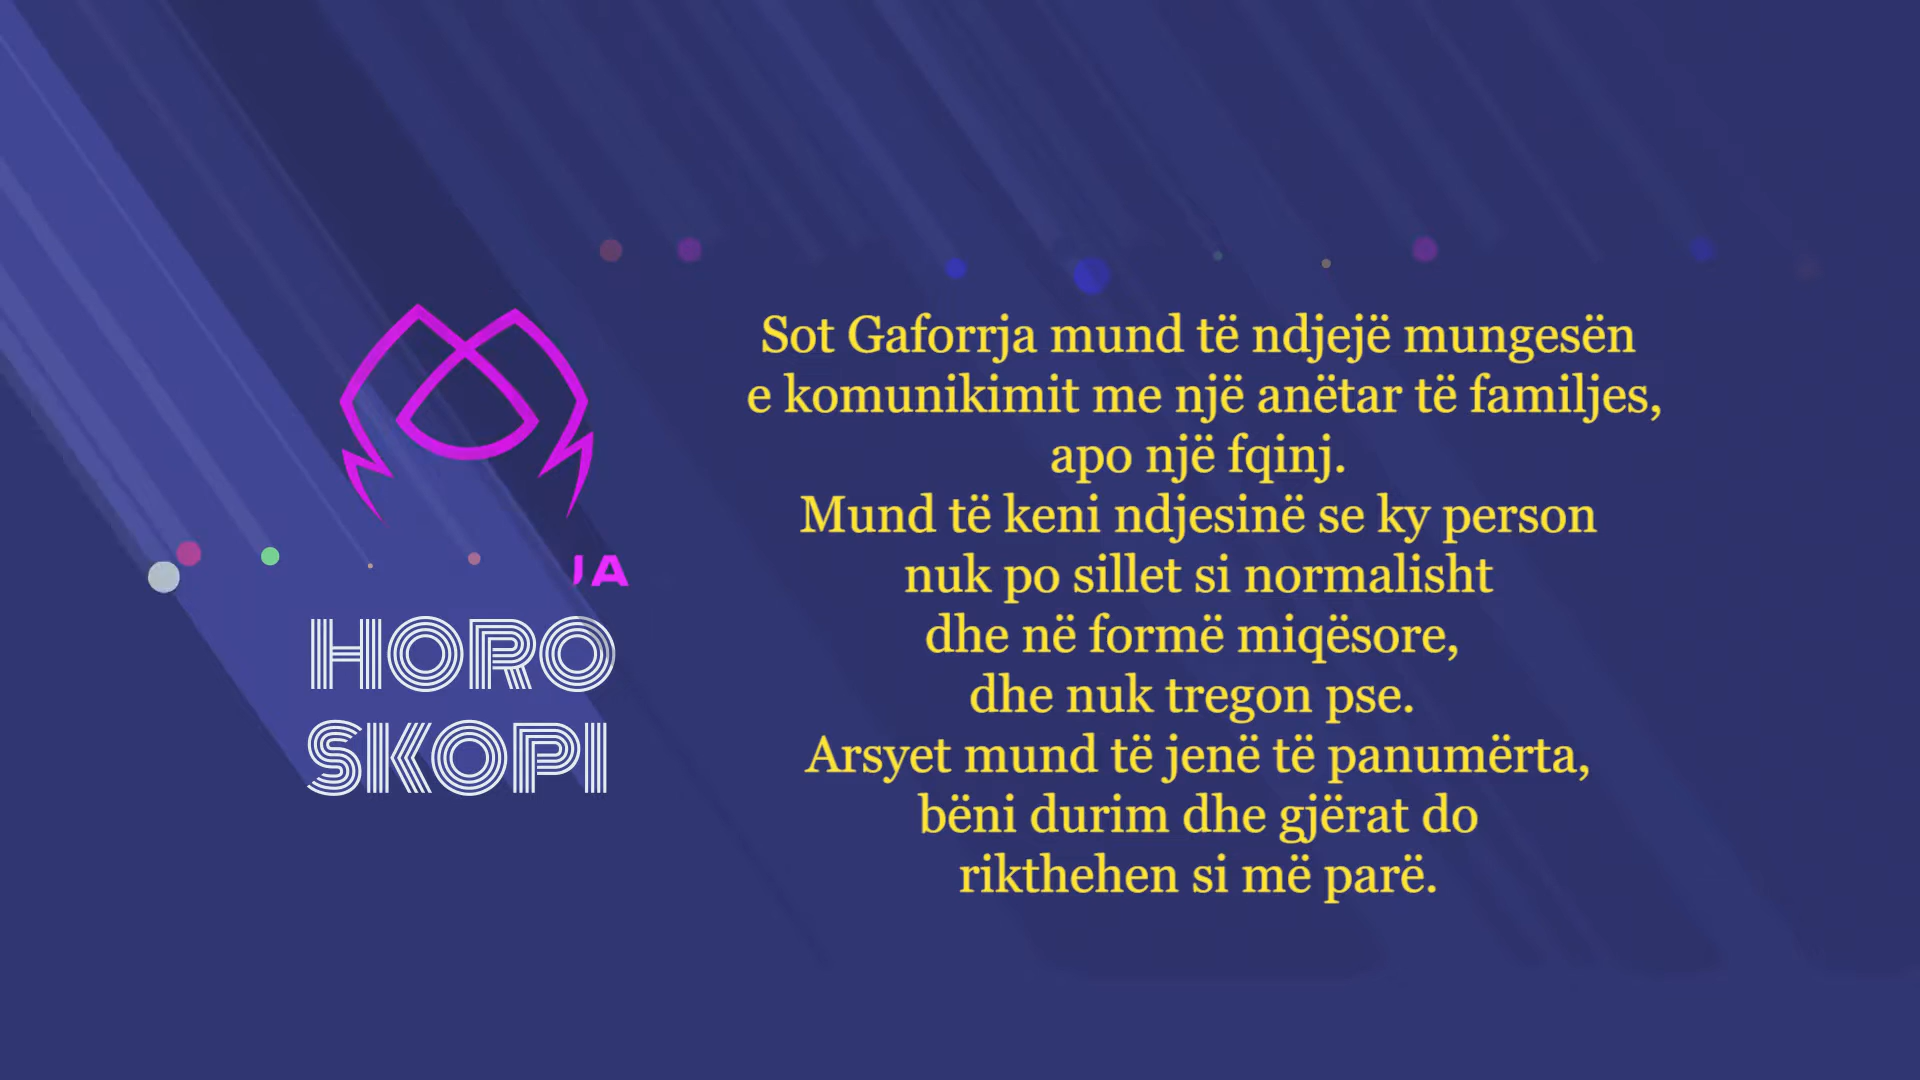 JA
HORO
SKOPI
Sot Gaforrja mund të ndjejë mungesën
e komunikimit me një anëtar të familjes,
apo një fqinj.
Mund të keni ndjesinë se ky person
nuk po sillet si normalisht
dhe në formë miqësore,
dhe nuk tregon pse.
Arsyet mund të jenë të panumërta,
bëni durim dhe gjërat do
rikthehen si më parë.